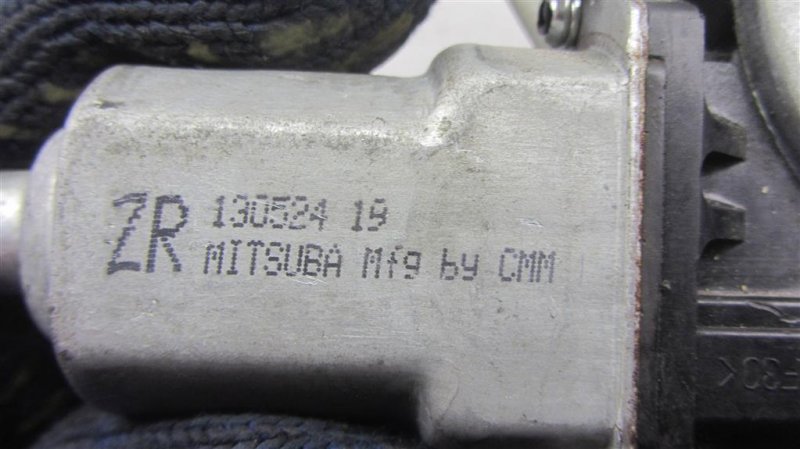 ZR 130524 19
MITSUBA Mfg by CMM